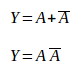 Y = A + A̅
Y = A A̅